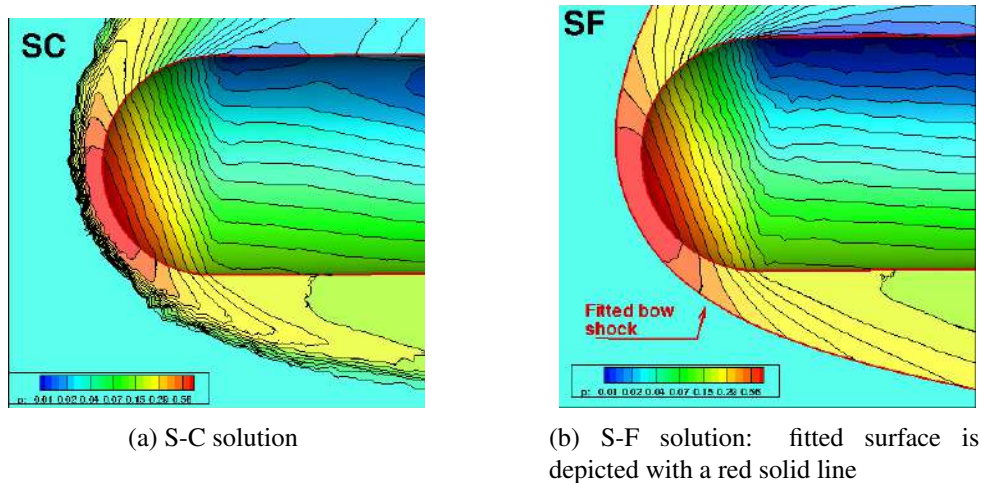 SC
p: 0.01 0.02 0.04 0.07 0.15 0.29 0.56
(a) S-C solution
SF
Fitted bow
shock
p: 0.01 0.02 0.04 0.07 0.15 0.29 0.56
(b) S-F solution: fitted surface is
depicted with a red solid line